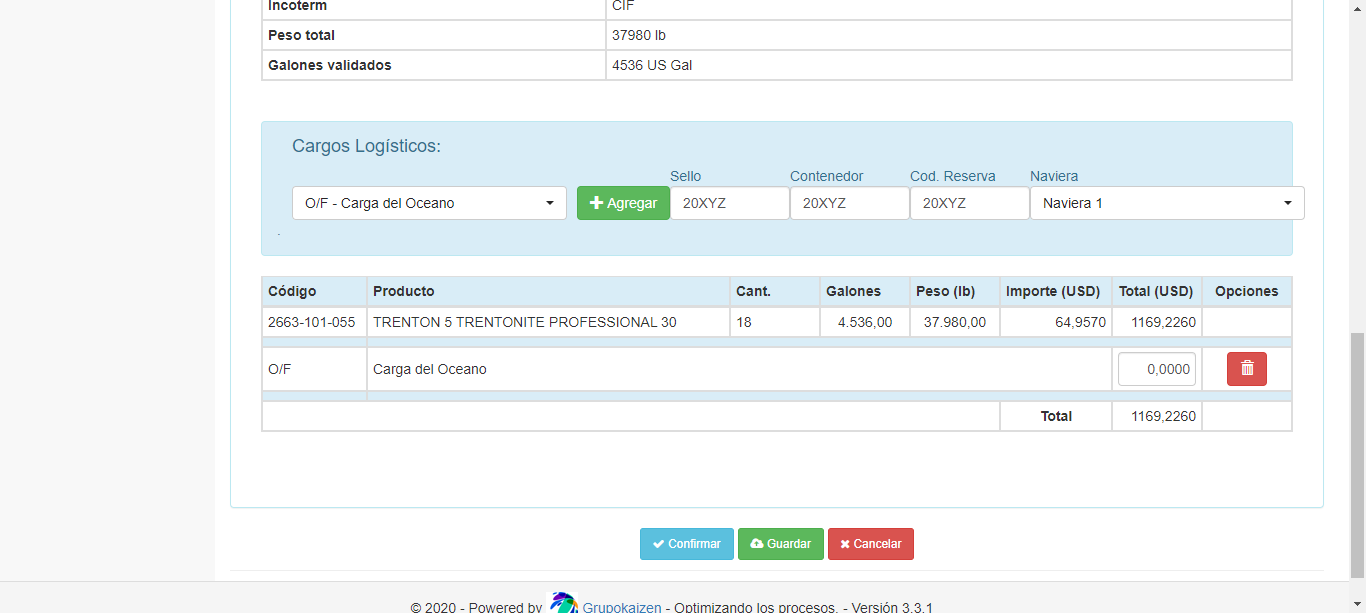 Incoterm CIF
Peso total 37980 lb
Galones validados 4536 US Gal
Cargos Logísticos:
Sello Contenedor Cod. Reserva Naviera
O/F - Carga del Oceano Agregar 20XYZ 20XYZ 20XYZ Naviera 1
.
Código Producto Cant. Galones Peso (lb) Importe (USD) Total (USD) Opciones
2663-101-055 TRENTON 5 TRENTONITE PROFESSIONAL 30 18 4.536,00 37.980,00 64,9570 1169,2260
O/F Carga del Oceano 0,0000
Total 1169,2260
Confirmar Guardar Cancelar
© 2020 - Powered by Grupokaizen - Optimizando los procesos. - Versión 3.3.1